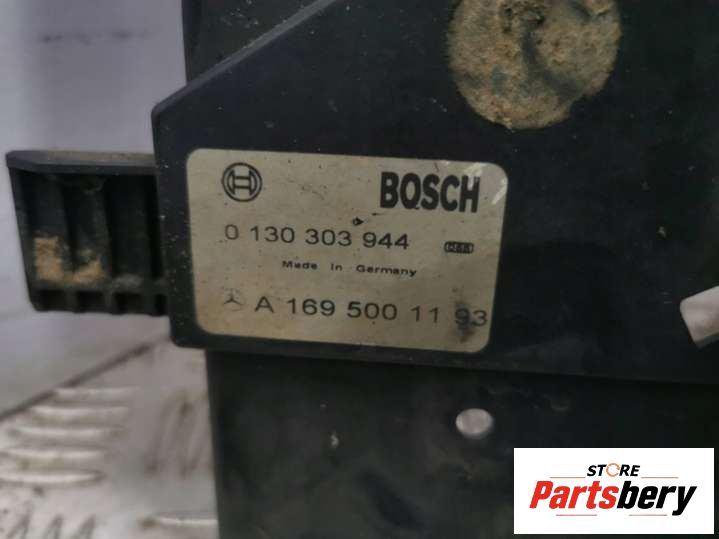 BOSCH
0 130 303 944
Made in Germany
A 169 500 11 93
STORE
Partsbery